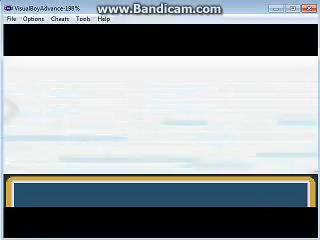 VisualBoyAdvance-198%
www.Bandicam.com
File Options Cheats Tools Help